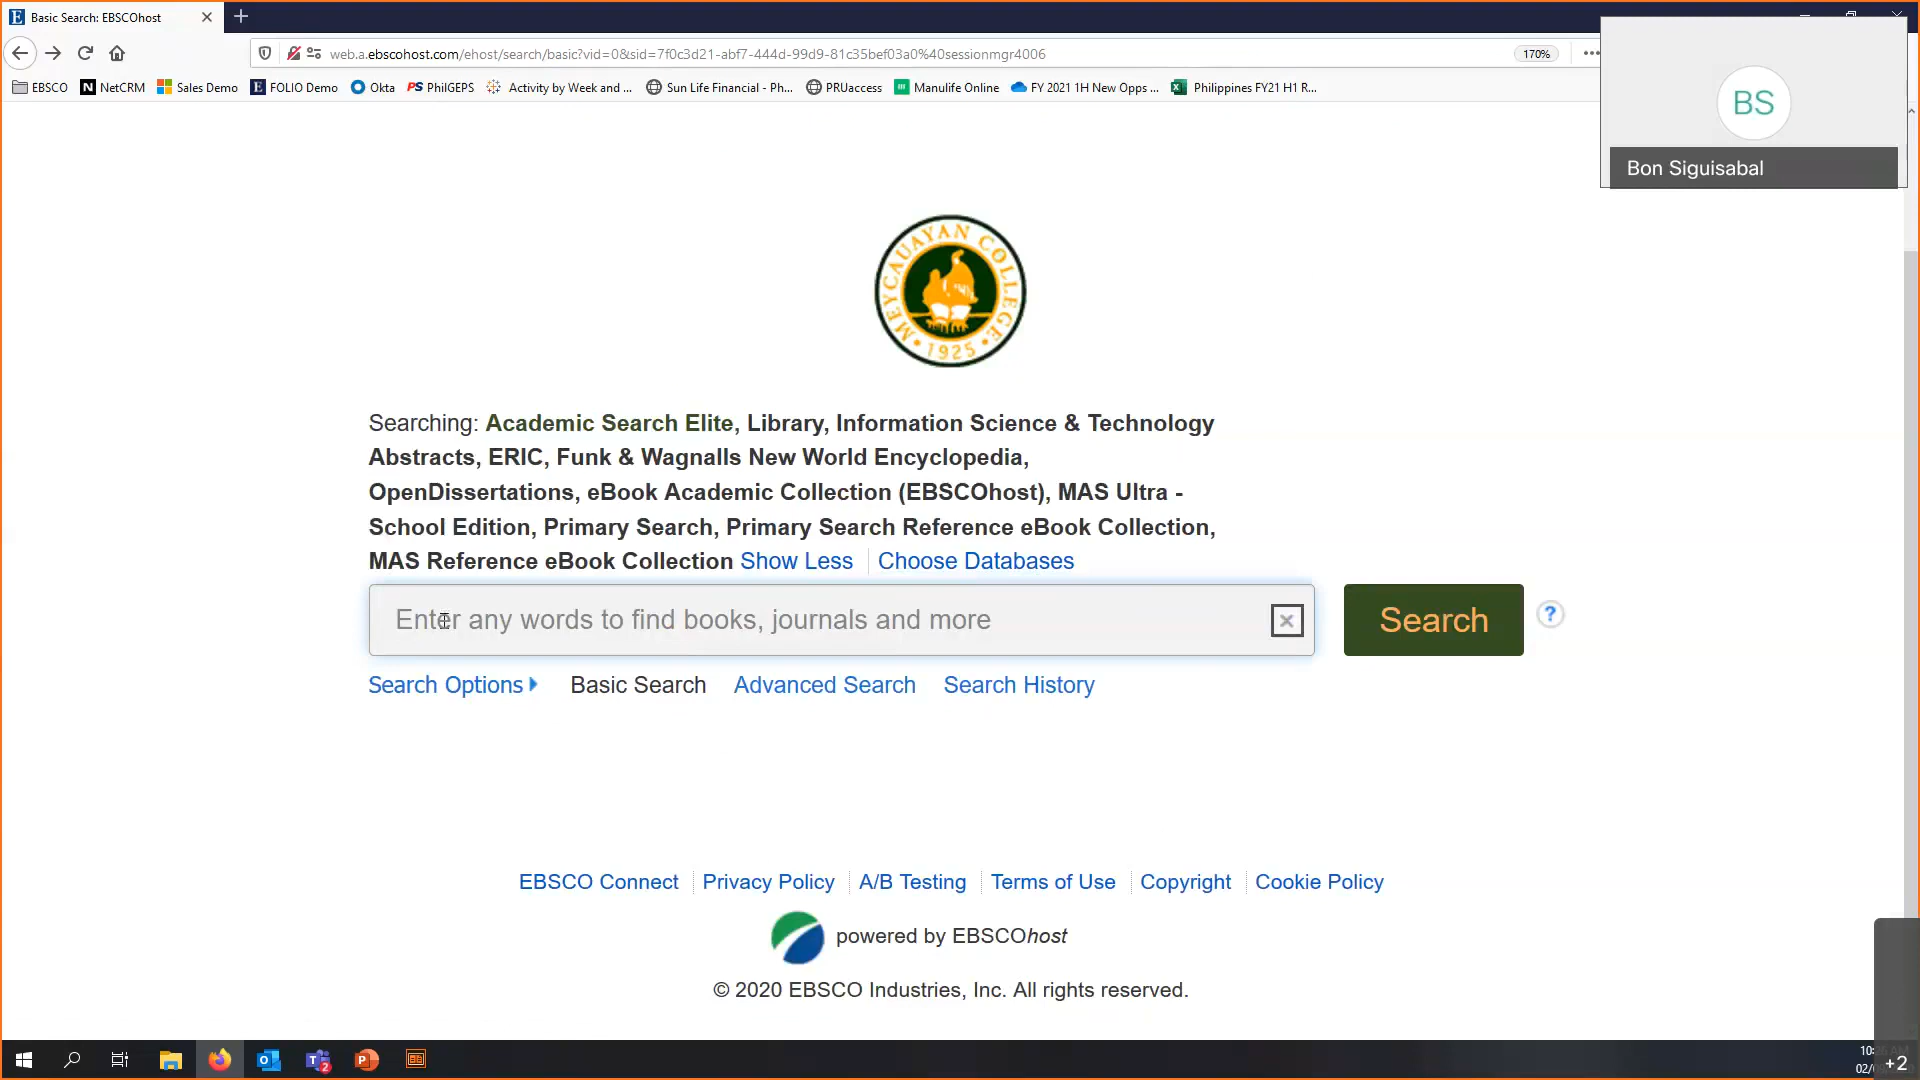 Basic Search: EBSCOhost
web.a.ebscohost.com/ehost/search/basic?vid=0&sid=7f0c3d21-abf7-444d-99d9-81c35bef03a0%40sessionmgr4006
170%
EBSCO NetCRM Sales Demo FOLIO Demo Okta PhilGEPS Activity by Week and ... Sun Life Financial - Ph... PRUaccess Manulife Online FY 2021 1H New Opps ... Philippines FY21 H1 R...
BS
Bon Siguisabal
MEYCAUAYAN COLLEGE
1925
Searching: Academic Search Elite, Library, Information Science & Technology
Abstracts, ERIC, Funk & Wagnalls New World Encyclopedia,
OpenDissertations, eBook Academic Collection (EBSCOhost), MAS Ultra -
School Edition, Primary Search, Primary Search Reference eBook Collection,
MAS Reference eBook Collection Show Less Choose Databases
Enter any words to find books, journals and more
Search
?
Search Options Basic Search Advanced Search Search History
EBSCO Connect Privacy Policy A/B Testing Terms of Use Copyright Cookie Policy
powered by EBSCOhost
© 2020 EBSCO Industries, Inc. All rights reserved.
+2